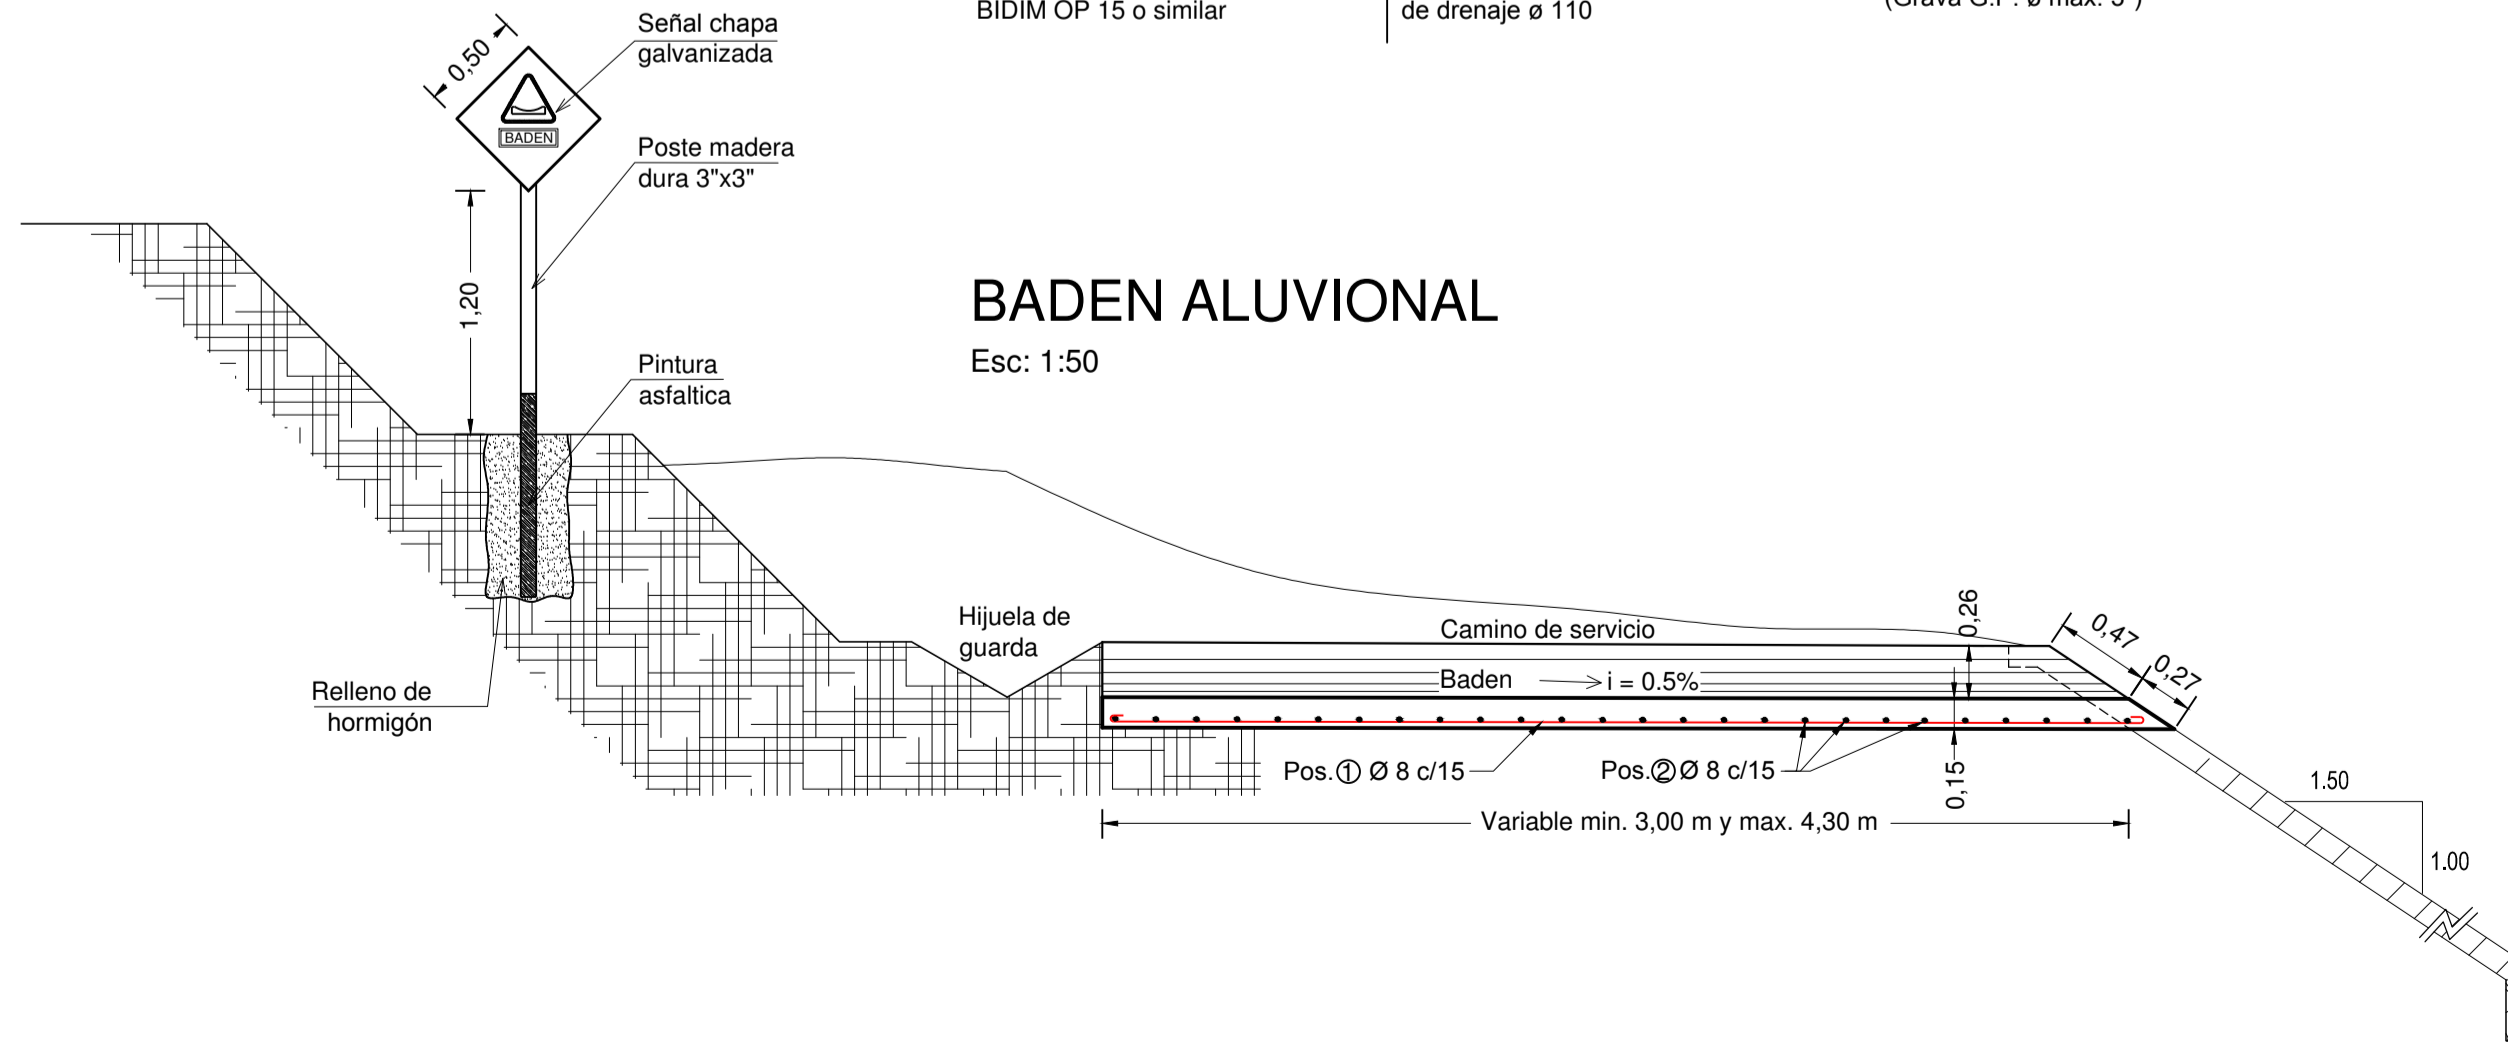 BIDIM OP 15 o similar
de drenaje ø 110
Señal chapa
galvanizada
0,50
BADEN
Poste madera
dura 3"x3"
1,20
BADEN ALUVIONAL
Esc: 1:50
Pintura
asfaltica
Hijuela de
guarda
Camino de servicio
0,26
0,47
0,27
Baden
i = 0.5%
Relleno de
hormigón
Pos.① Ø 8 c/15
Pos.② Ø 8 c/15
0,15
Variable min. 3,00 m y max. 4,30 m
1.50
1.00